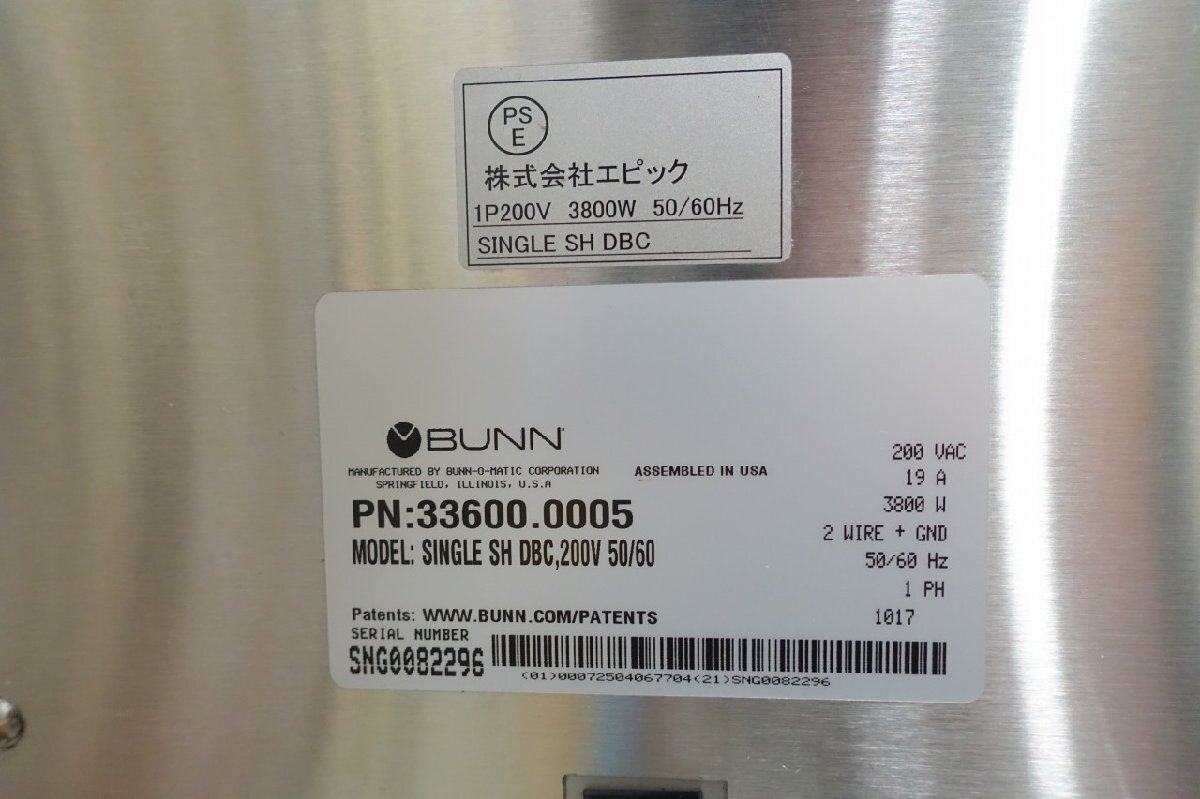 PS
E
株式会社エピック
1P200V 3800W 50/60Hz
SINGLE SH DBC
BUNN
MANUFACTURED BY BUNN-O-MATIC CORPORATION
SPRINGFIELD, ILLINOIS, U.S.A
ASSEMBLED IN USA
PN:33600.0005
MODEL: SINGLE SH DBC,200V 50/60
200 VAC
19 A
3800 W
2 WIRE + GND
50/60 Hz
1 PH
1017
Patents: WWW.BUNN.COM/PATENTS
SERIAL NUMBER
SNG0082296
(01)00072504067704(21)SNG0082296